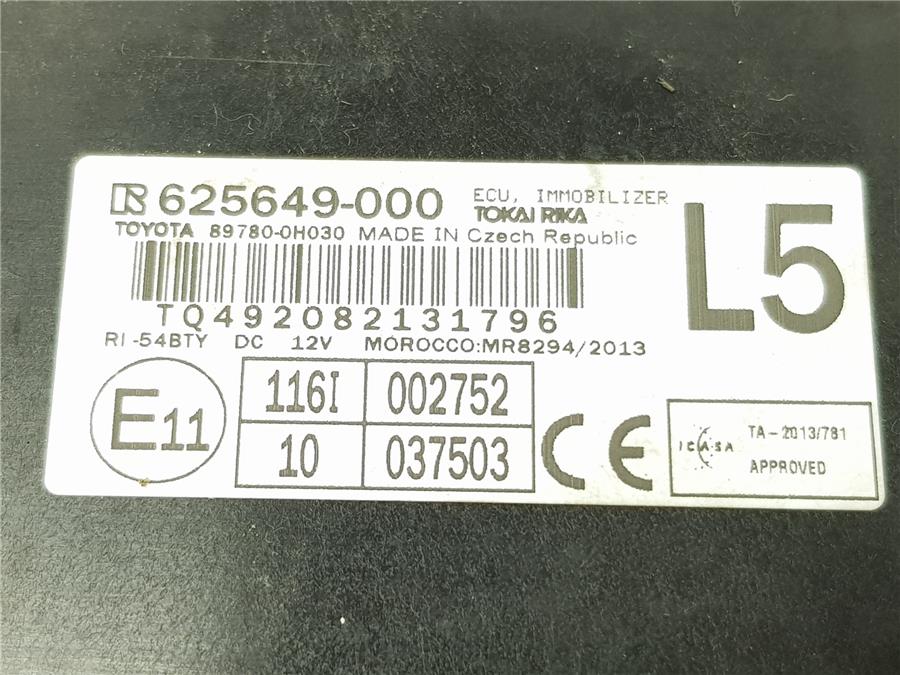 R 625649-000
ECU, IMMOBILIZER
TOKAI RIKA
TOYOTA 89780-0H030 MADE IN Czech Republic
L5
TQ492082131796
RI-54BTY DC 12V MOROCCO:MR8294/2013
E11
116I 002752
10 037503
CE
ICASA
TA-2013/781
APPROVED